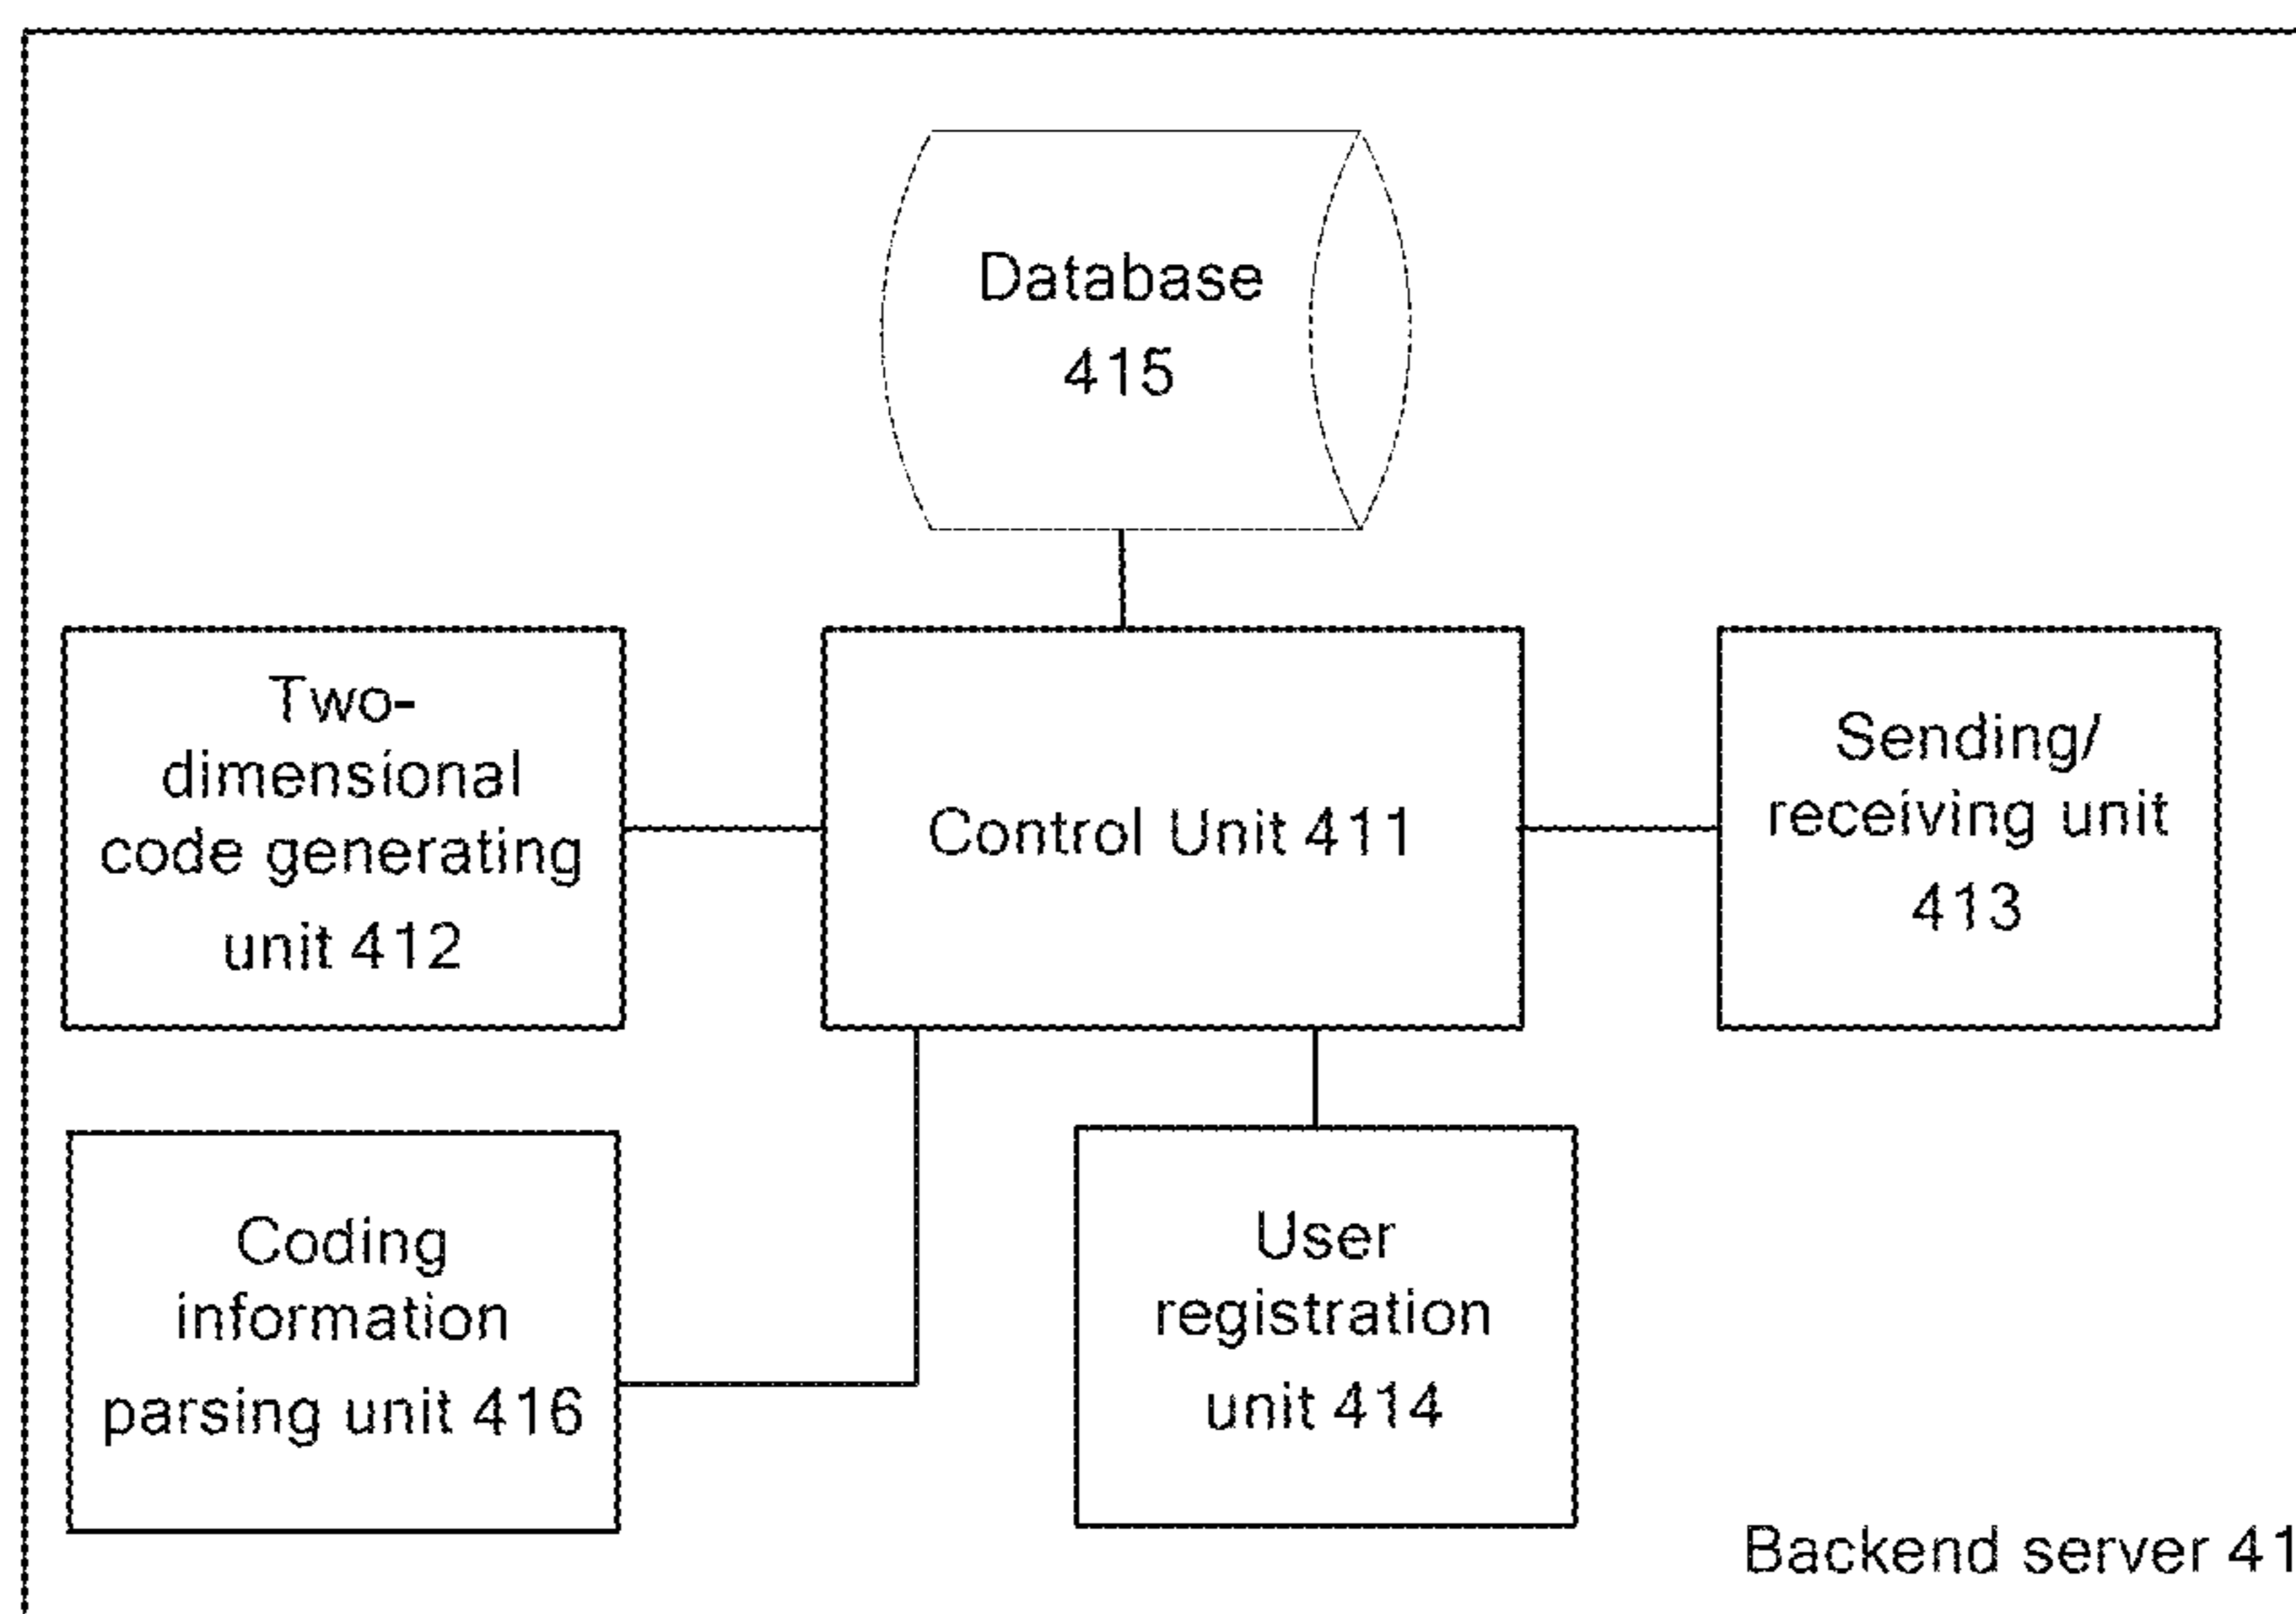 Database
415
Two-
dimensional
code generating
unit 412
Control Unit 411
Sending/
receiving unit
413
Coding
information
parsing unit 416
User
registration
unit 414
Backend server 41